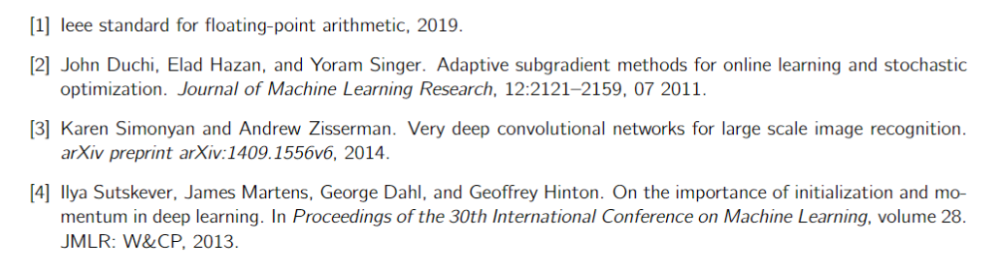 [1] Ieee standard for floating-point arithmetic, 2019.
[2] John Duchi, Elad Hazan, and Yoram Singer. Adaptive subgradient methods for online learning and stochastic
optimization. Journal of Machine Learning Research, 12:2121–2159, 07 2011.
[3] Karen Simonyan and Andrew Zisserman. Very deep convolutional networks for large scale image recognition.
arXiv preprint arXiv:1409.1556v6, 2014.
[4] Ilya Sutskever, James Martens, George Dahl, and Geoffrey Hinton. On the importance of initialization and mo-
mentum in deep learning. In Proceedings of the 30th International Conference on Machine Learning, volume 28.
JMLR: W&CP, 2013.